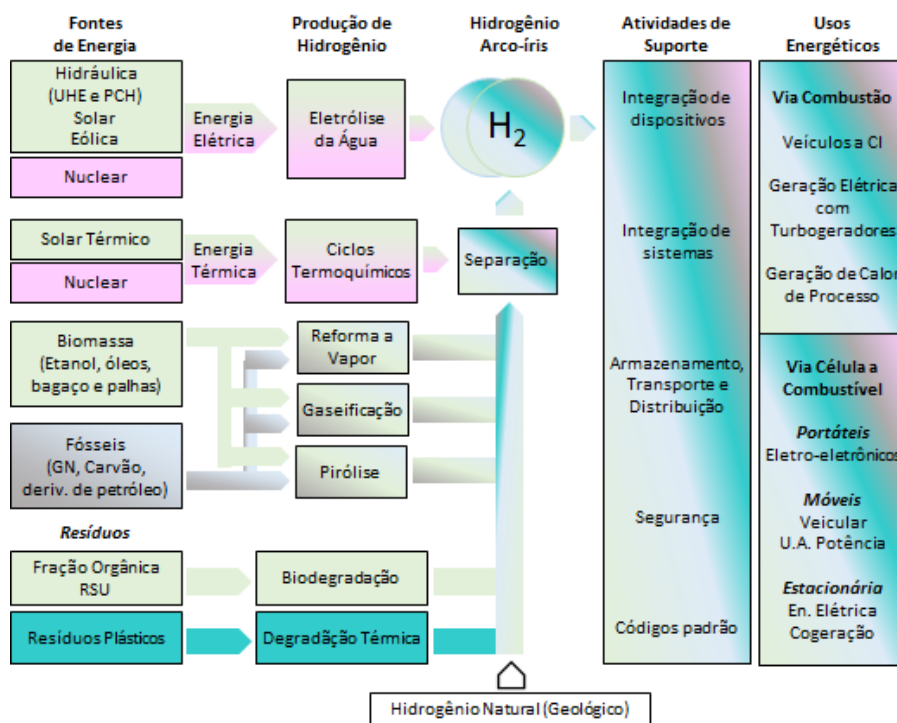 Fontes
de Energia
Produção de
Hidrogênio
Hidrogênio
Arco-íris
Atividades de
Suporte
Usos
Energéticos
Hidráulica
(UHE e PCH)
Solar
Eólica
Nuclear
Energia
Elétrica
Eletrólise
da Água
H2
Solar Térmico
Nuclear
Energia
Térmica
Ciclos
Termoquímicos
Separação
Biomassa
(Etanol, óleos,
bagaço e palhas)
Fósseis
(GN, Carvão,
deriv. de petróleo)
Reforma a
Vapor
Gaseificação
Pirólise
Resíduos
Fração Orgânica
RSU
Biodegradação
Resíduos Plásticos
Degradãção Térmica
Hidrogênio Natural (Geológico)
Integração de
dispositivos
Integração de
sistemas
Armazenamento,
Transporte e
Distribuição
Segurança
Códigos padrão
Via Combustão
Veículos a CI
Geração Elétrica
com
Turbogeradores
Geração de Calor
de Processo
Via Célula a
Combustível
Portáteis
Eletro-eletrônicos
Móveis
Veicular
U.A. Potência
Estacionária
En. Elétrica
Cogeração